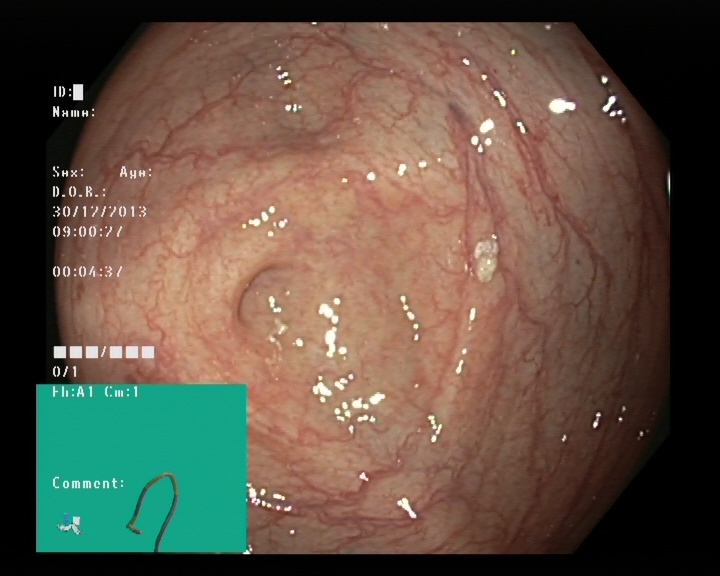 ID:
Name:
Sex: Age:
D.O.B.:
30/12/2013
09:00:27
00:04:37
/
0/1
Eh:A1 Cm:1
Comment: